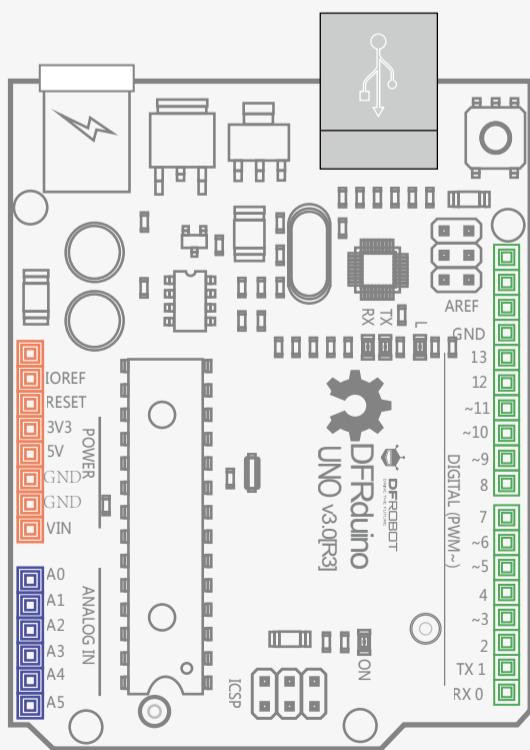 RX
TX
L
AREF
GND
13
12
~11
~10
~9
8
7
~6
~5
4
~3
2
TX 1
RX 0
DIGITAL (PWM~)
IOREF
RESET
3V3
5V
GND
GND
VIN
POWER
A0
A1
A2
A3
A4
A5
ANALOG IN
DFRduino
UNO v3.0[R3]
DFROBOT
ON
ICSP